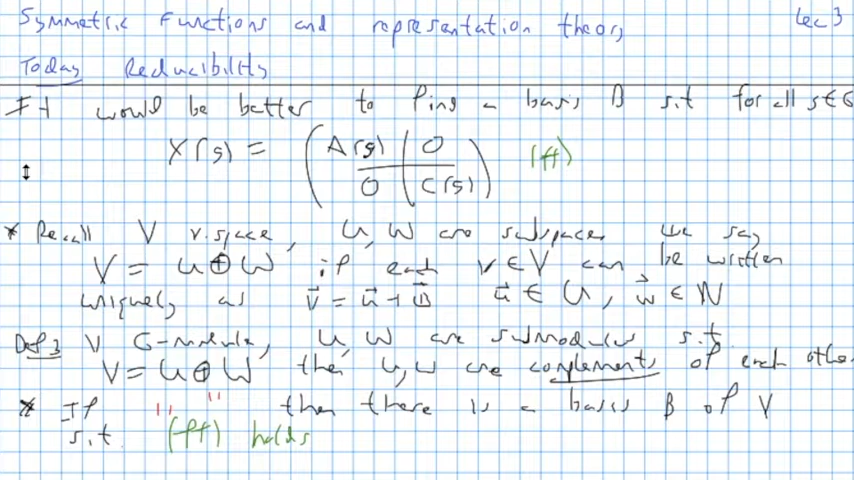 Symmetric Functions and representation theory Lec 3
Today Reducibility
It would be better to fing a basis B s.t for all g∈G
X(g) = ( A(g) | 0 (ff)
0 | C(g) )
* Recall V v.space, U, W are subspaces we say
V = U⊕W if each v∈V can be written
uniquely as v⃗ = u⃗ + w⃗ u⃗ ∈ U, w⃗ ∈ W
Def 3 V G-module, U, W are submodules s.t
V = U⊕W then U, W are complements of each other
* If " " then there is a basis B of V
s.t. (ff) holds